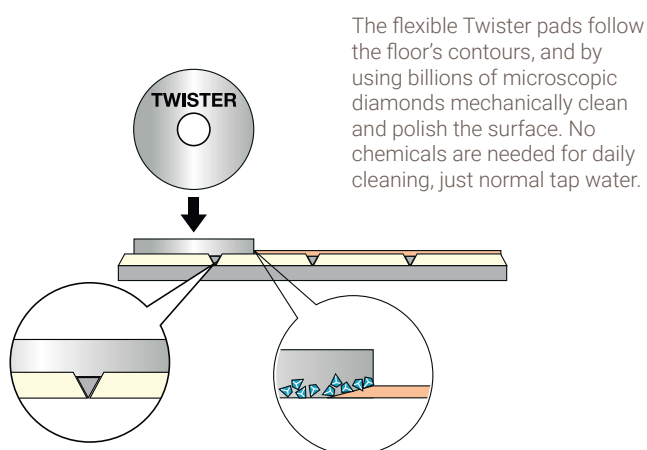 The flexible Twister pads follow
the floor's contours, and by
using billions of microscopic
diamonds mechanically clean
and polish the surface. No
chemicals are needed for daily
cleaning, just normal tap water.
TWISTER